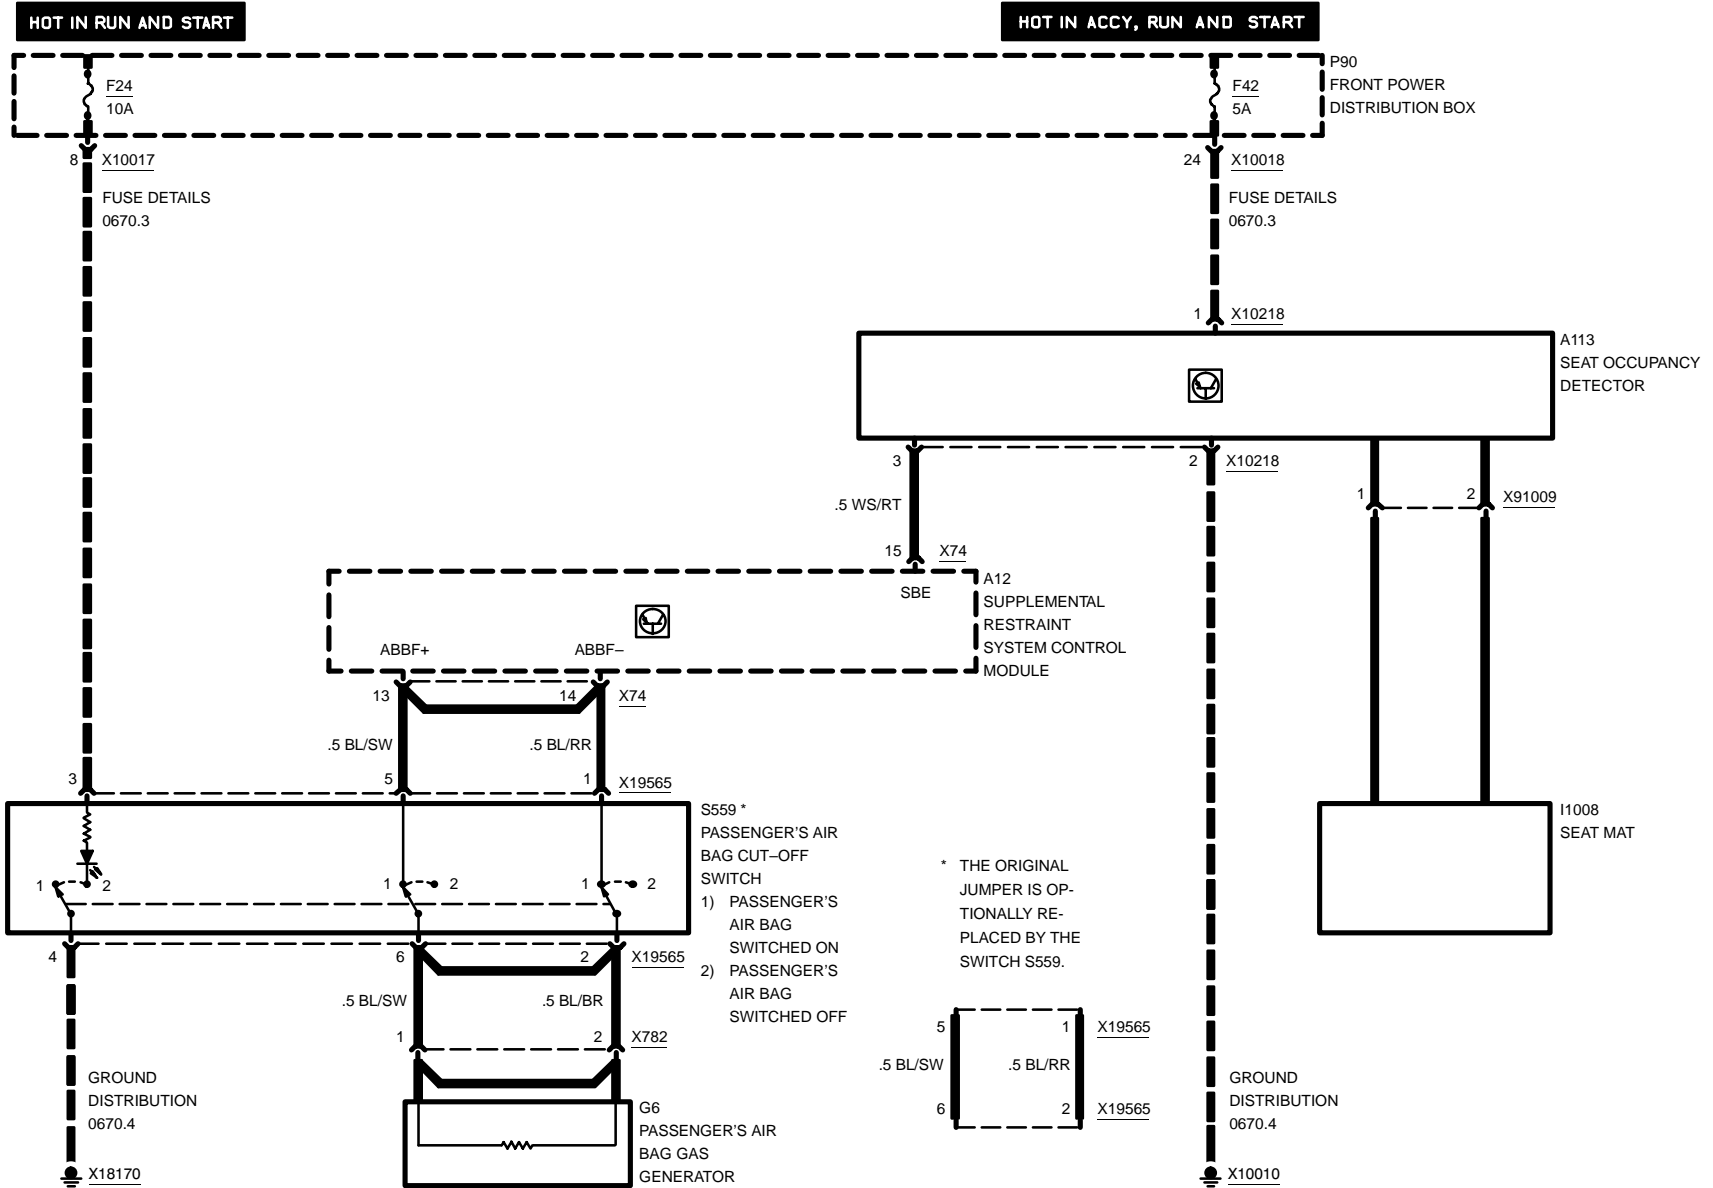 HOT IN RUN AND START
HOT IN ACCY, RUN AND START
F24
10A
F42
5A
P90
FRONT POWER
DISTRIBUTION BOX
8 X10017
24 X10018
FUSE DETAILS
0670.3
FUSE DETAILS
0670.3
1 X10218
A113
SEAT OCCUPANCY
DETECTOR
3
2 X10218
1 2 X91009
.5 WS/RT
15 X74
SBE
A12
SUPPLEMENTAL
RESTRAINT
SYSTEM CONTROL
MODULE
ABBF+ ABBF–
13 14 X74
.5 BL/SW .5 BL/RR
3 5 1 X19565
S559 *
PASSENGER'S AIR
BAG CUT–OFF
SWITCH
1) PASSENGER'S
AIR BAG
SWITCHED ON
2) PASSENGER'S
AIR BAG
SWITCHED OFF
1 2 1 2 1 2
I1008
SEAT MAT
* THE ORIGINAL
JUMPER IS OP-
TIONALLY RE-
PLACED BY THE
SWITCH S559.
4 6 2 X19565
.5 BL/SW .5 BL/BR
1 2 X782
5 1 X19565
.5 BL/SW .5 BL/RR
6 2 X19565
GROUND
DISTRIBUTION
0670.4
G6
PASSENGER'S AIR
BAG GAS
GENERATOR
GROUND
DISTRIBUTION
0670.4
X18170
X10010